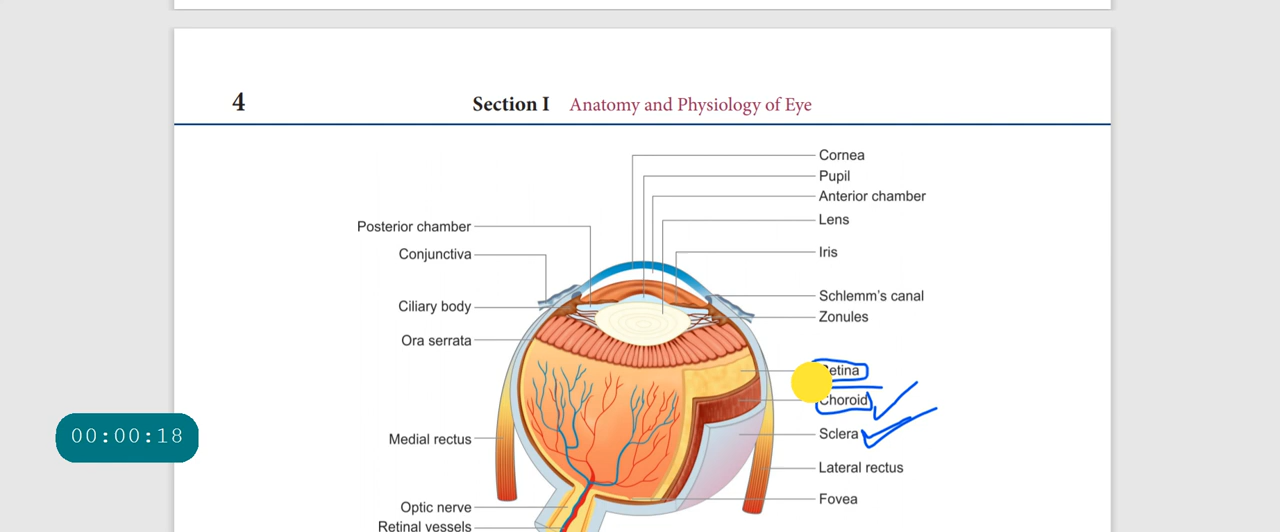 4
Section I Anatomy and Physiology of Eye
Cornea
Pupil
Anterior chamber
Lens
Iris
Schlemm's canal
Zonules
Retina
Choroid
Sclera
Lateral rectus
Fovea
Posterior chamber
Conjunctiva
Ciliary body
Ora serrata
Medial rectus
Optic nerve
Retinal vessels
00:00:18